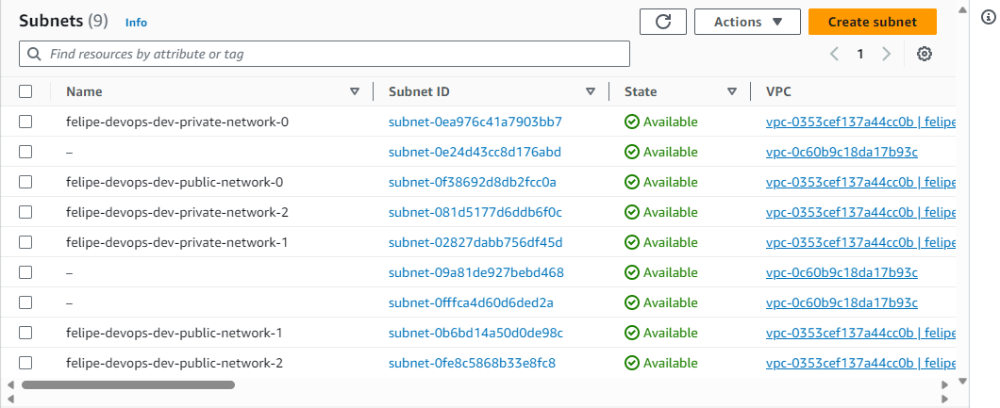 Subnets (9) Info Actions Create subnet
Find resources by attribute or tag 1
Name Subnet ID State VPC
felipe-devops-dev-private-network-0 subnet-0ea976c41a7903bb7 Available vpc-0353cef137a44cc0b | felipe
– subnet-0e24d43cc8d176abd Available vpc-0c60b9c18da17b93c
felipe-devops-dev-public-network-0 subnet-0f38692d8db2fcc0a Available vpc-0353cef137a44cc0b | felipe
felipe-devops-dev-private-network-2 subnet-081d5177d6ddb6f0c Available vpc-0353cef137a44cc0b | felipe
felipe-devops-dev-private-network-1 subnet-02827dabb756df45d Available vpc-0353cef137a44cc0b | felipe
– subnet-09a81de927bebd468 Available vpc-0c60b9c18da17b93c
– subnet-0fffca4d60d6ded2a Available vpc-0c60b9c18da17b93c
felipe-devops-dev-public-network-1 subnet-0b6bd14a50d0de98c Available vpc-0353cef137a44cc0b | felipe
felipe-devops-dev-public-network-2 subnet-0fe8c5868b33e8fc8 Available vpc-0353cef137a44cc0b | felipe